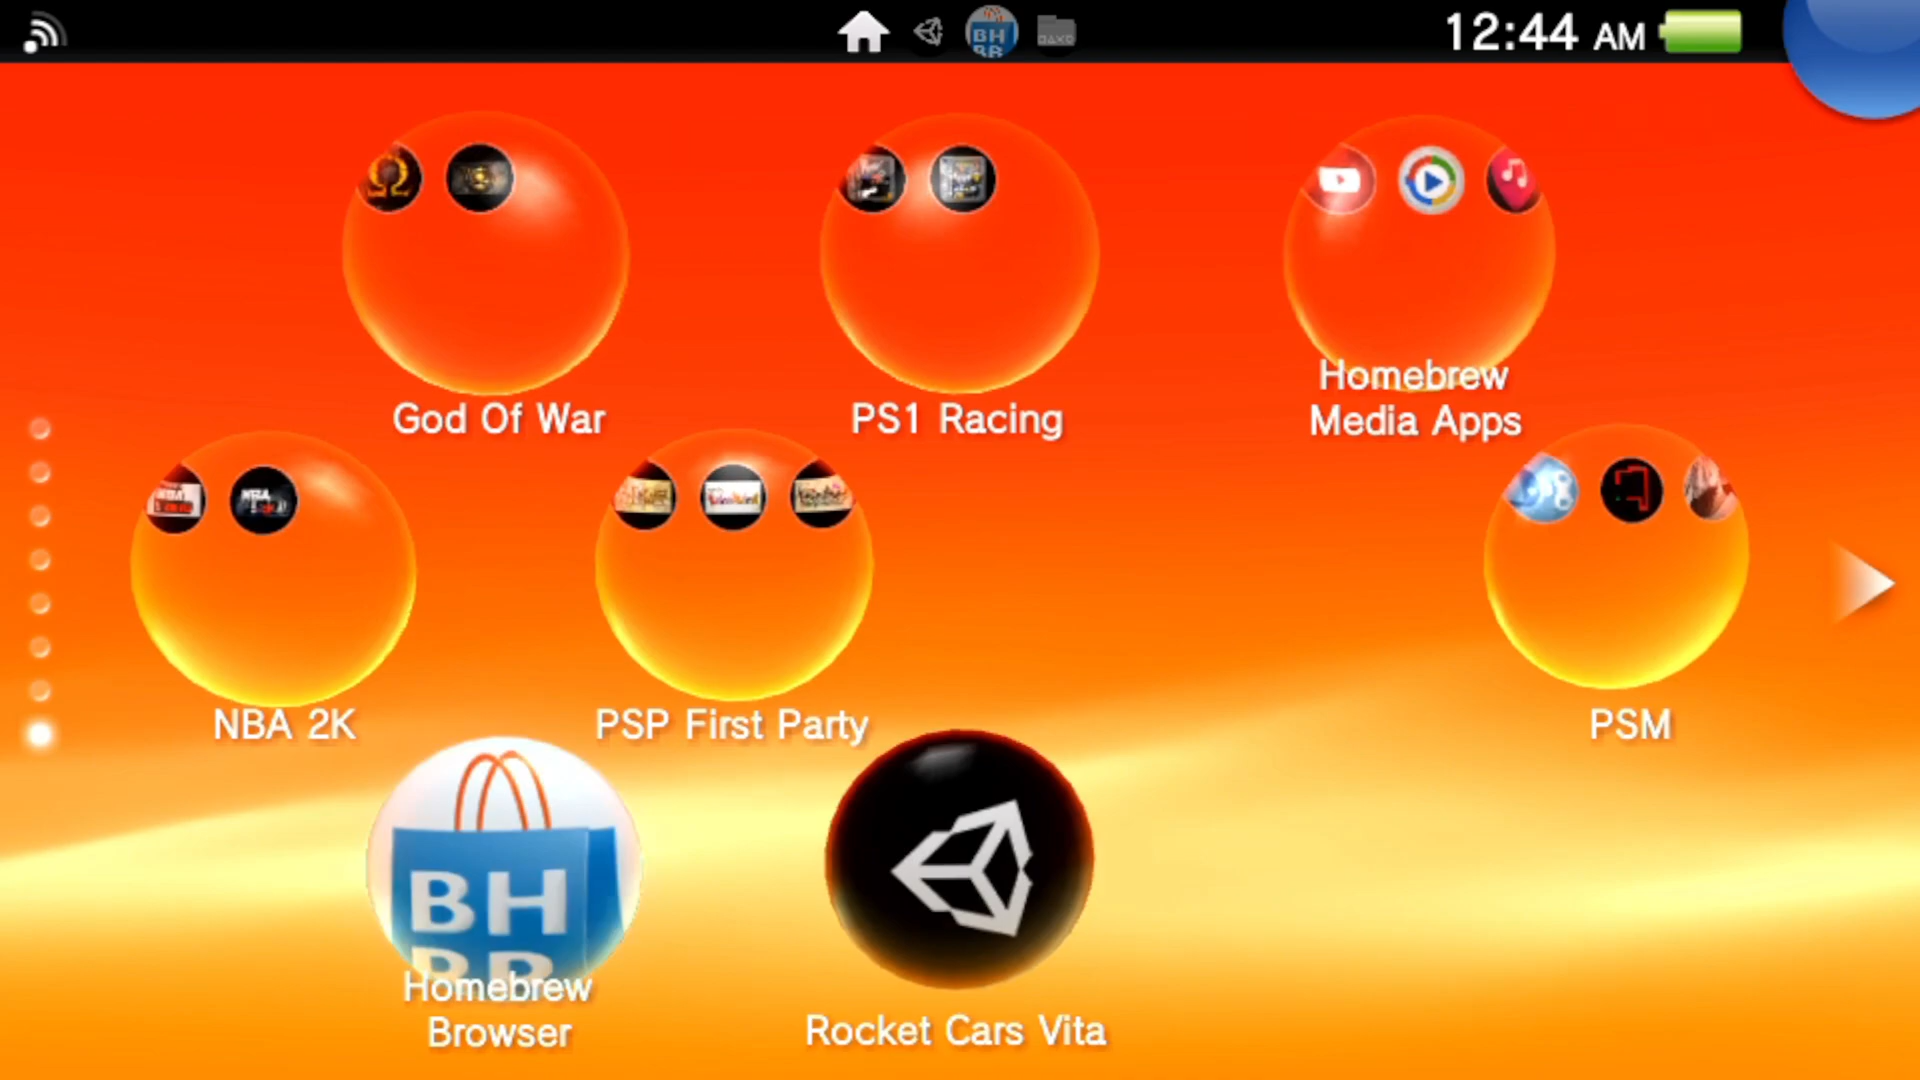 12:44 AM
God Of War
PS1 Racing
Homebrew
Media Apps
NBA 2K
PSP First Party
PSM
BH
BR
Homebrew
Browser
Rocket Cars Vita